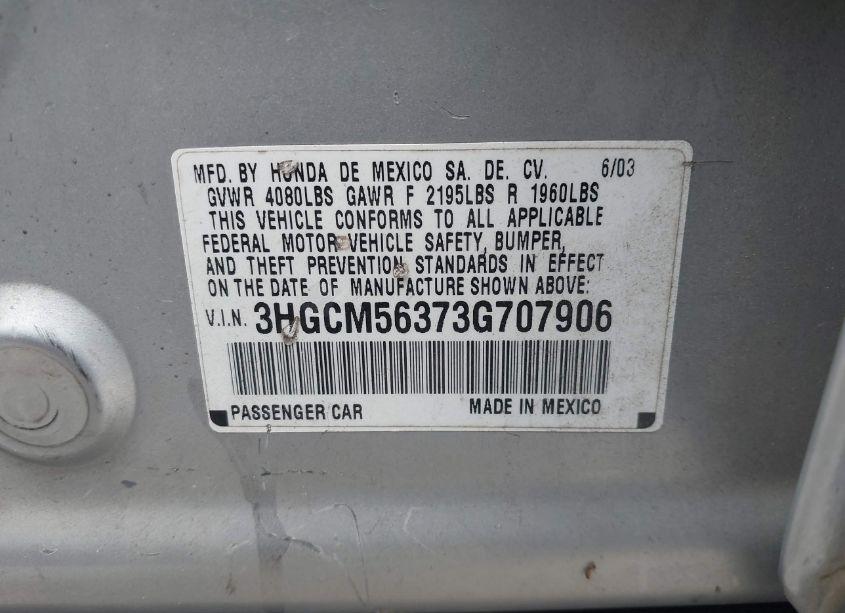 MFD. BY HONDA DE MEXICO SA. DE. CV. 6/03
GVWR 4080LBS GAWR F 2195LBS R 1960LBS
THIS VEHICLE CONFORMS TO ALL APPLICABLE
FEDERAL MOTOR VEHICLE SAFETY, BUMPER,
AND THEFT PREVENTION STANDARDS IN EFFECT
ON THE DATE OF MANUFACTURE SHOWN ABOVE:
V.I.N. 3HGCM56373G707906
PASSENGER CAR MADE IN MEXICO